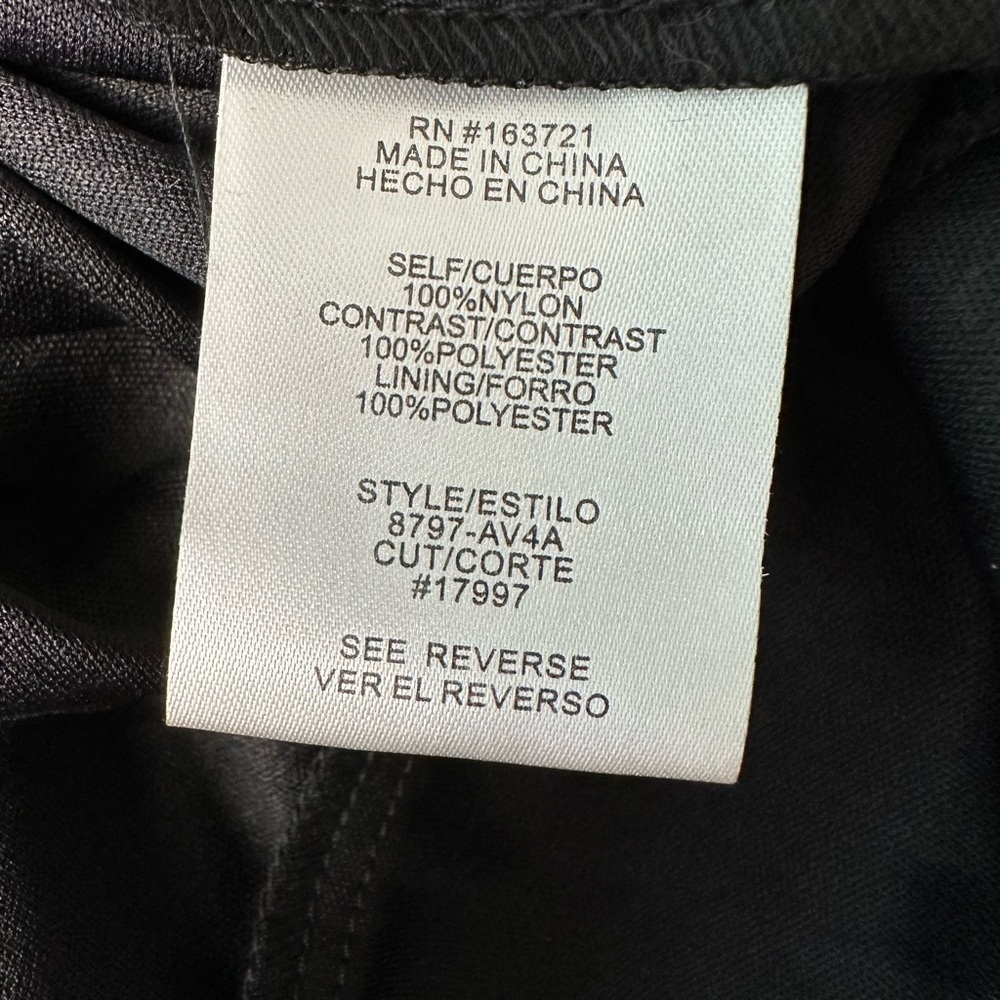 RN #163721
MADE IN CHINA
HECHO EN CHINA
SELF/CUERPO
100%NYLON
CONTRAST/CONTRAST
100%POLYESTER
LINING/FORRO
100%POLYESTER
STYLE/ESTILO
8797-AV4A
CUT/CORTE
#17997
SEE REVERSE
VER EL REVERSO